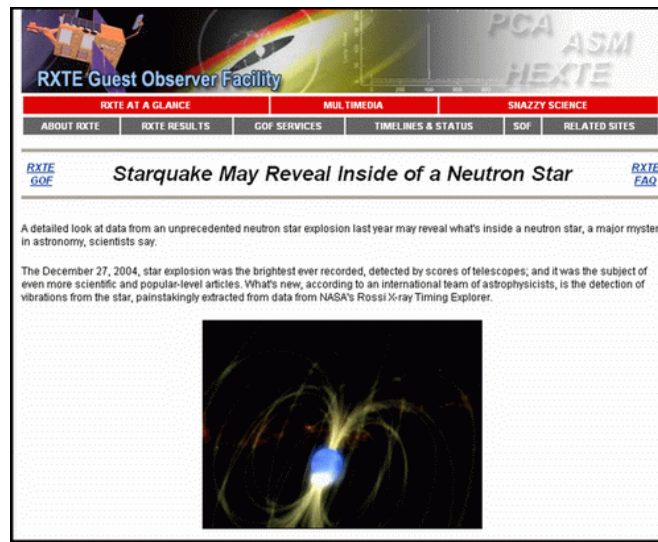 PCA
ASM
HEXTE
RXTE Guest Observer Facility
RXTE AT A GLANCE MULTIMEDIA SNAZZY SCIENCE
ABOUT RXTE RXTE RESULTS GOF SERVICES TIMELINES & STATUS SOF RELATED SITES
RXTE
GOF
Starquake May Reveal Inside of a Neutron Star
RXTE
FAQ
A detailed look at data from an unprecedented neutron star explosion last year may reveal what's inside a neutron star, a major myster
in astronomy, scientists say.
The December 27, 2004, star explosion was the brightest ever recorded, detected by scores of telescopes; and it was the subject of
even more scientific and popular-level articles. What's new, according to an international team of astrophysicists, is the detection of
vibrations from the star, painstakingly extracted from data from NASA's Rossi X-ray Timing Explorer.